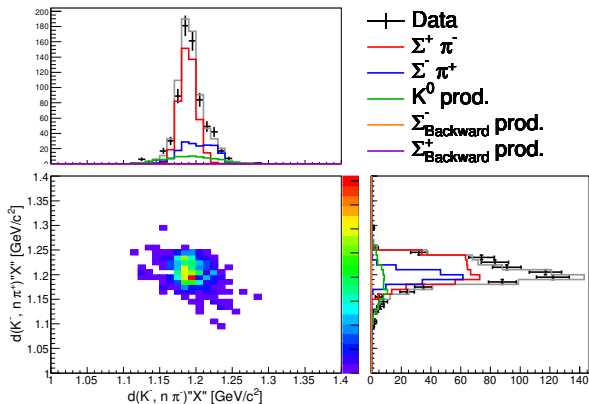 200
180
160
140
120
100
80
60
40
20
0
Data
Σ⁺ π⁻
Σ⁻ π⁺
K⁰ prod.
Σ⁻Backward prod.
Σ⁺Backward prod.
d(K⁻, n π⁺)"X" [GeV/c²]
1.4
1.35
1.3
1.25
1.2
1.15
1.1
1.05
1
1 1.05 1.1 1.15 1.2 1.25 1.3 1.35 1.4
0 20 40 60 80 100 120 140
d(K⁻, n π⁻)"X" [GeV/c²]